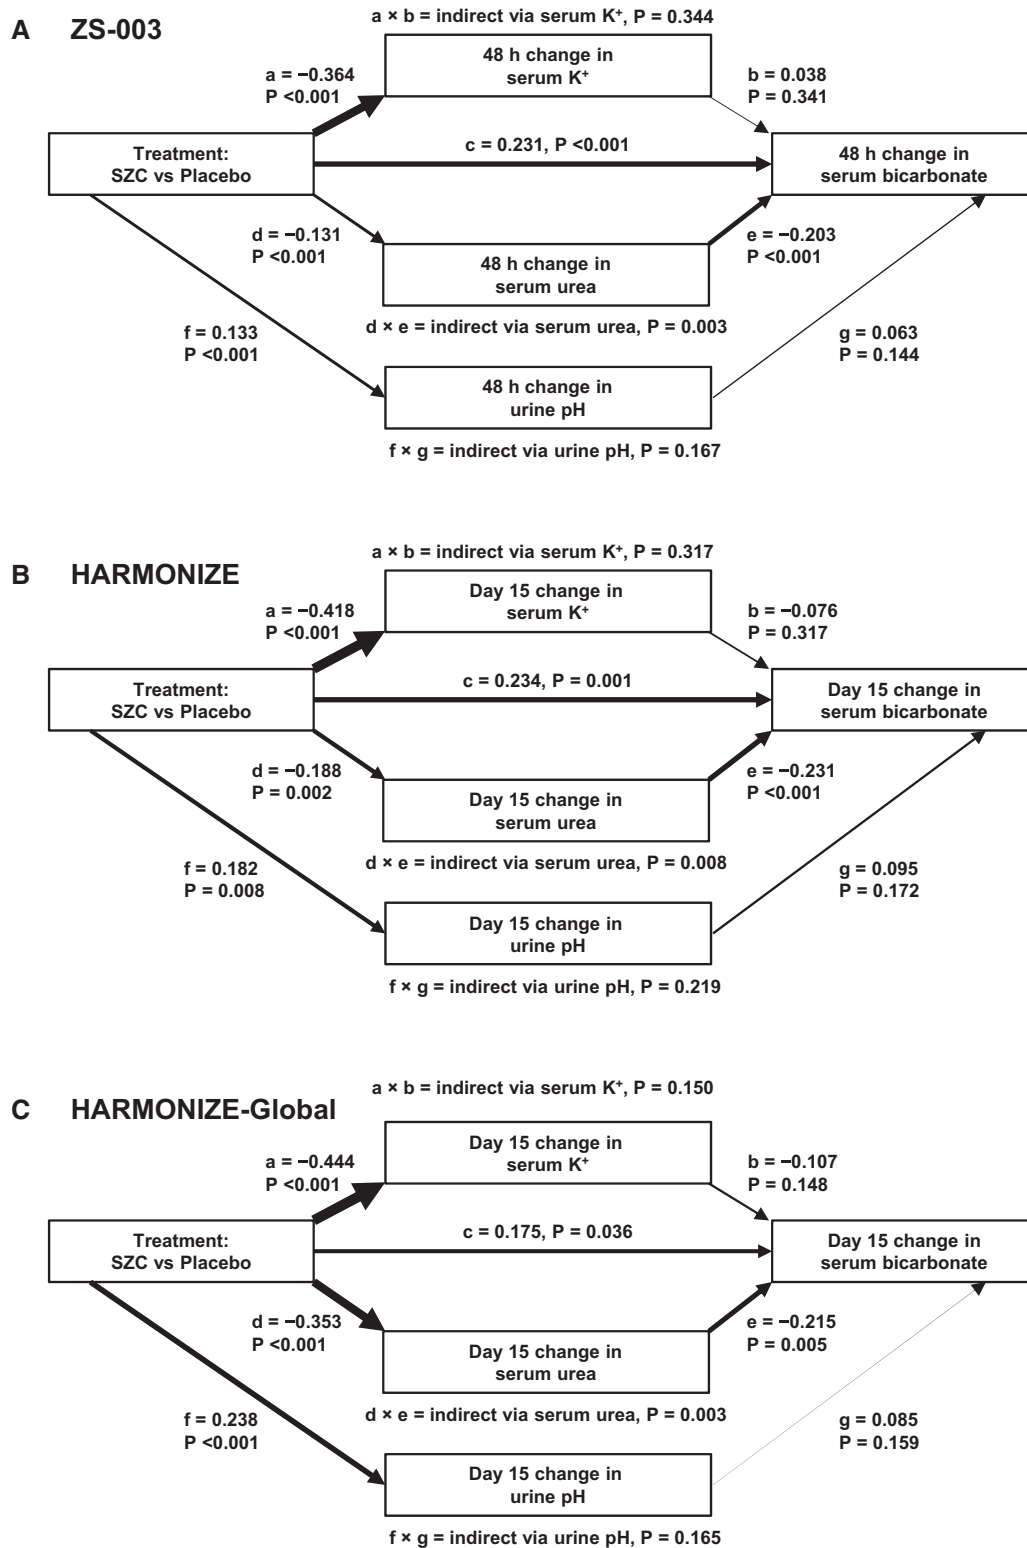 A ZS-003
a × b = indirect via serum K⁺, P = 0.344
48 h change in
serum K⁺
a = −0.364
P <0.001
b = 0.038
P = 0.341
Treatment:
SZC vs Placebo
c = 0.231, P <0.001
48 h change in
serum bicarbonate
d = −0.131
P <0.001
48 h change in
serum urea
e = −0.203
P <0.001
d × e = indirect via serum urea, P = 0.003
f = 0.133
P <0.001
48 h change in
urine pH
g = 0.063
P = 0.144
f × g = indirect via urine pH, P = 0.167
B HARMONIZE
a × b = indirect via serum K⁺, P = 0.317
Day 15 change in
serum K⁺
a = −0.418
P <0.001
b = −0.076
P = 0.317
Treatment:
SZC vs Placebo
c = 0.234, P = 0.001
Day 15 change in
serum bicarbonate
d = −0.188
P = 0.002
Day 15 change in
serum urea
e = −0.231
P <0.001
d × e = indirect via serum urea, P = 0.008
f = 0.182
P = 0.008
Day 15 change in
urine pH
g = 0.095
P = 0.172
f × g = indirect via urine pH, P = 0.219
C HARMONIZE-Global
a × b = indirect via serum K⁺, P = 0.150
Day 15 change in
serum K⁺
a = −0.444
P <0.001
b = −0.107
P = 0.148
Treatment:
SZC vs Placebo
c = 0.175, P = 0.036
Day 15 change in
serum bicarbonate
d = −0.353
P <0.001
Day 15 change in
serum urea
e = −0.215
P = 0.005
d × e = indirect via serum urea, P = 0.003
f = 0.238
P <0.001
Day 15 change in
urine pH
g = 0.085
P = 0.159
f × g = indirect via urine pH, P = 0.165